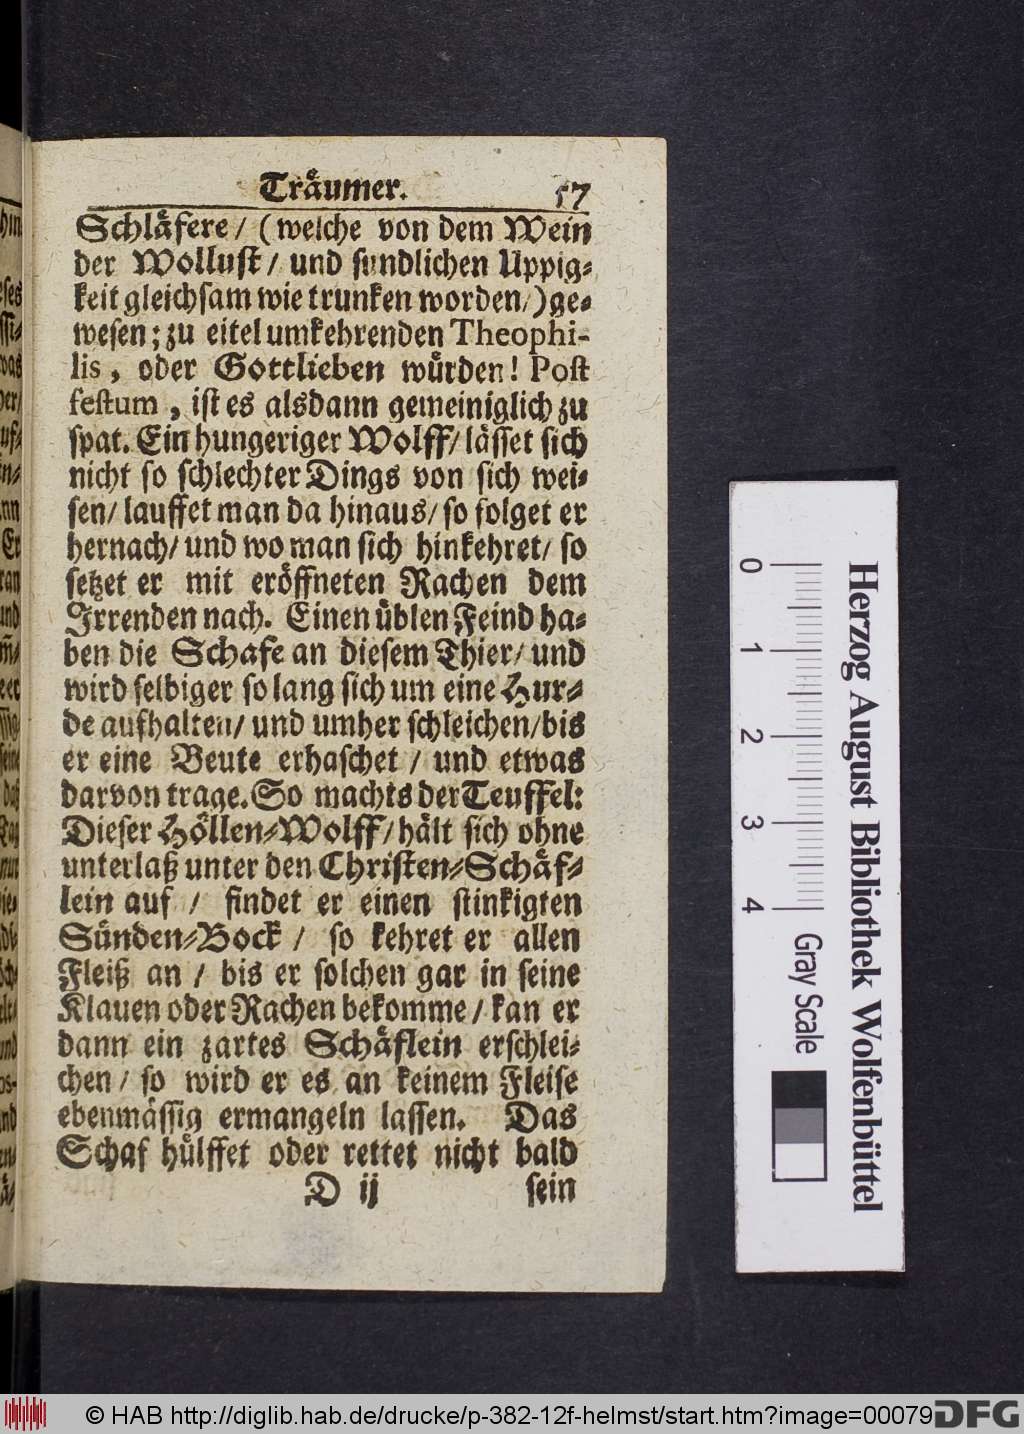 Träumer. 57
Schläfere/ (welche von dem Wein
der Wollust/ und sundlichen Uppig-
keit gleichsam wie trunken worden/) ge-
wesen; zu eitel umkehrenden Theophi-
lis, oder Gottlieben würden! Post
festum, ist es alsdann gemeiniglich zu
spat. Ein hungeriger Wolff/ lässet sich
nicht so schlechter Dings von sich wei-
sen/ lauffet man da hinaus/ so folget er
hernach/ und wo man sich hinkehret/ so
setzet er mit eröffneten Rachen dem
Irrenden nach. Einen üblen Feind ha-
ben die Schafe an diesem Thier/ und
wird selbiger so lang sich um eine Hur-
de aufhalten/ und umher schleichen/ bis
er eine Beute erhaschet/ und etwas
darvon trage. So machts der Teuffel:
Dieser Höllen-Wolff/ hält sich ohne
unterlaß unter den Christen-Schäf-
lein auf/ findet er einen stinkigten
Sünden-Bock/ so kehret er allen
Fleiß an/ bis er solchen gar in seine
Klauen oder Rachen bekomme/ kan er
dann ein zartes Schäflein erschlei-
chen/ so wird er es an keinem Fleise
ebenmässig ermangeln lassen. Das
Schaf hülffet oder rettet nicht bald
D ij sein
Herzog August Bibliothek Wolfenbüttel
0 1 2 3 4 Gray Scale
© HAB http://diglib.hab.de/drucke/p-382-12f-helmst/start.htm?image=00079
DFG